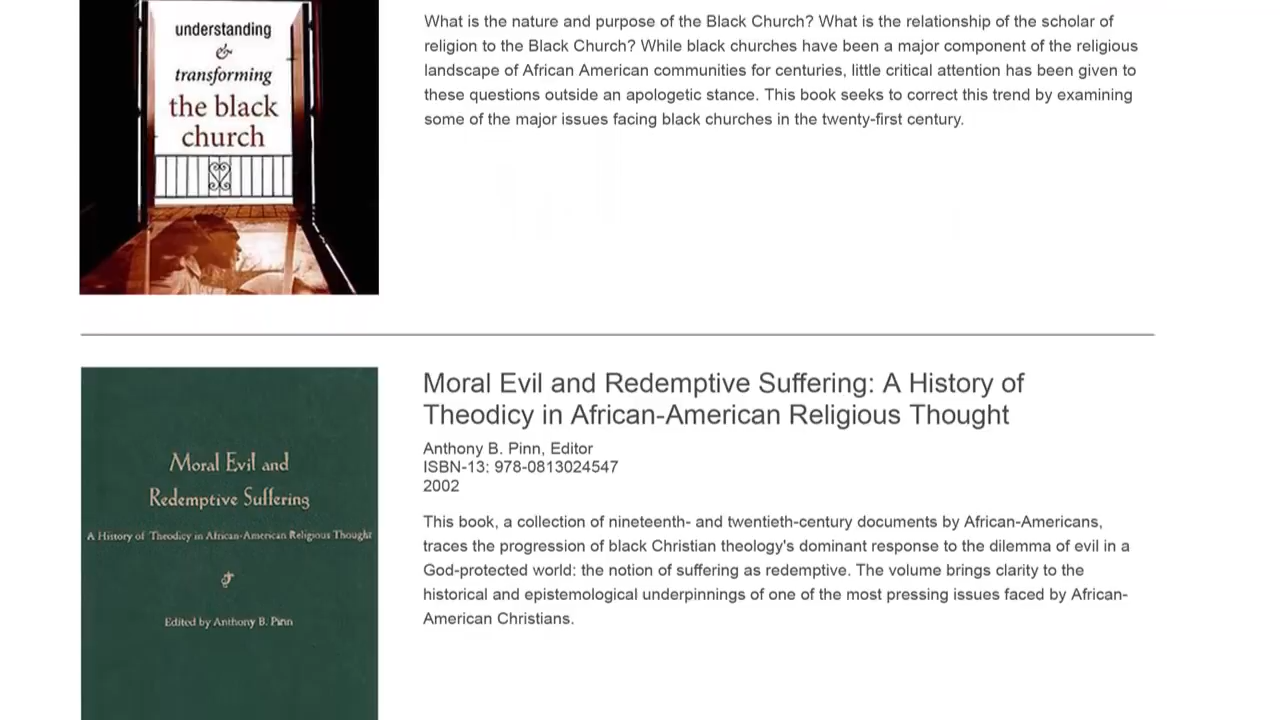 understanding
&
transforming
the black
church
What is the nature and purpose of the Black Church? What is the relationship of the scholar of
religion to the Black Church? While black churches have been a major component of the religious
landscape of African American communities for centuries, little critical attention has been given to
these questions outside an apologetic stance. This book seeks to correct this trend by examining
some of the major issues facing black churches in the twenty-first century.
Moral Evil and
Redemptive Suffering
A History of Theodicy in African-American Religious Thought
Edited by Anthony B. Pinn
Moral Evil and Redemptive Suffering: A History of
Theodicy in African-American Religious Thought
Anthony B. Pinn, Editor
ISBN-13: 978-0813024547
2002
This book, a collection of nineteenth- and twentieth-century documents by African-Americans,
traces the progression of black Christian theology's dominant response to the dilemma of evil in a
God-protected world: the notion of suffering as redemptive. The volume brings clarity to the
historical and epistemological underpinnings of one of the most pressing issues faced by African-
American Christians.